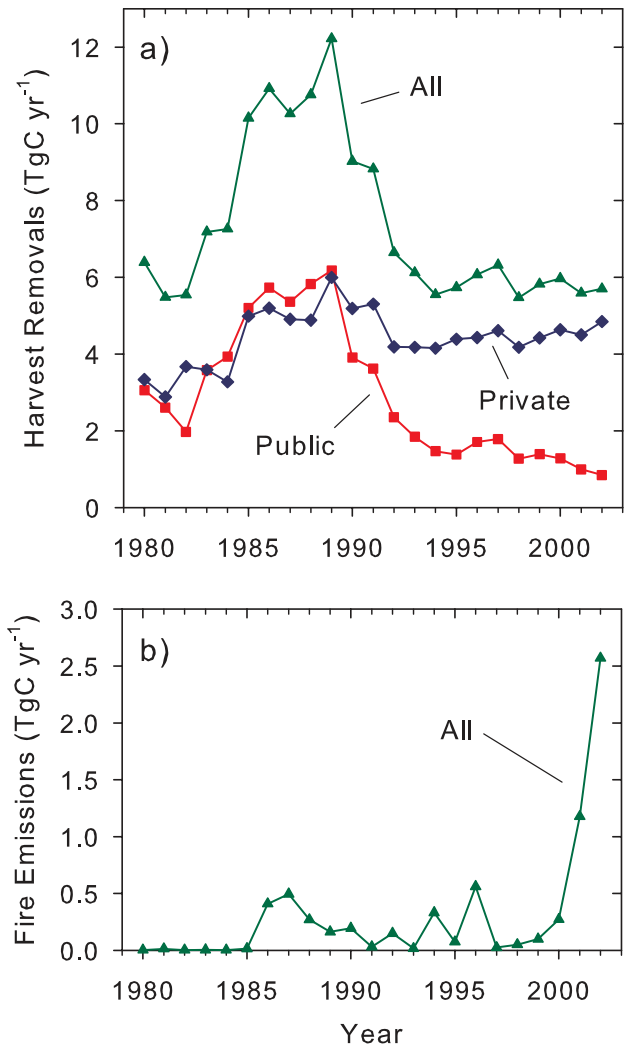 a)
Harvest Removals (TgC yr-1)
12
10
8
6
4
2
0
All
Private
Public
1980 1985 1990 1995 2000
b)
Fire Emissions (TgC yr-1)
3.0
2.5
2.0
1.5
1.0
0.5
0.0
All
1980 1985 1990 1995 2000
Year